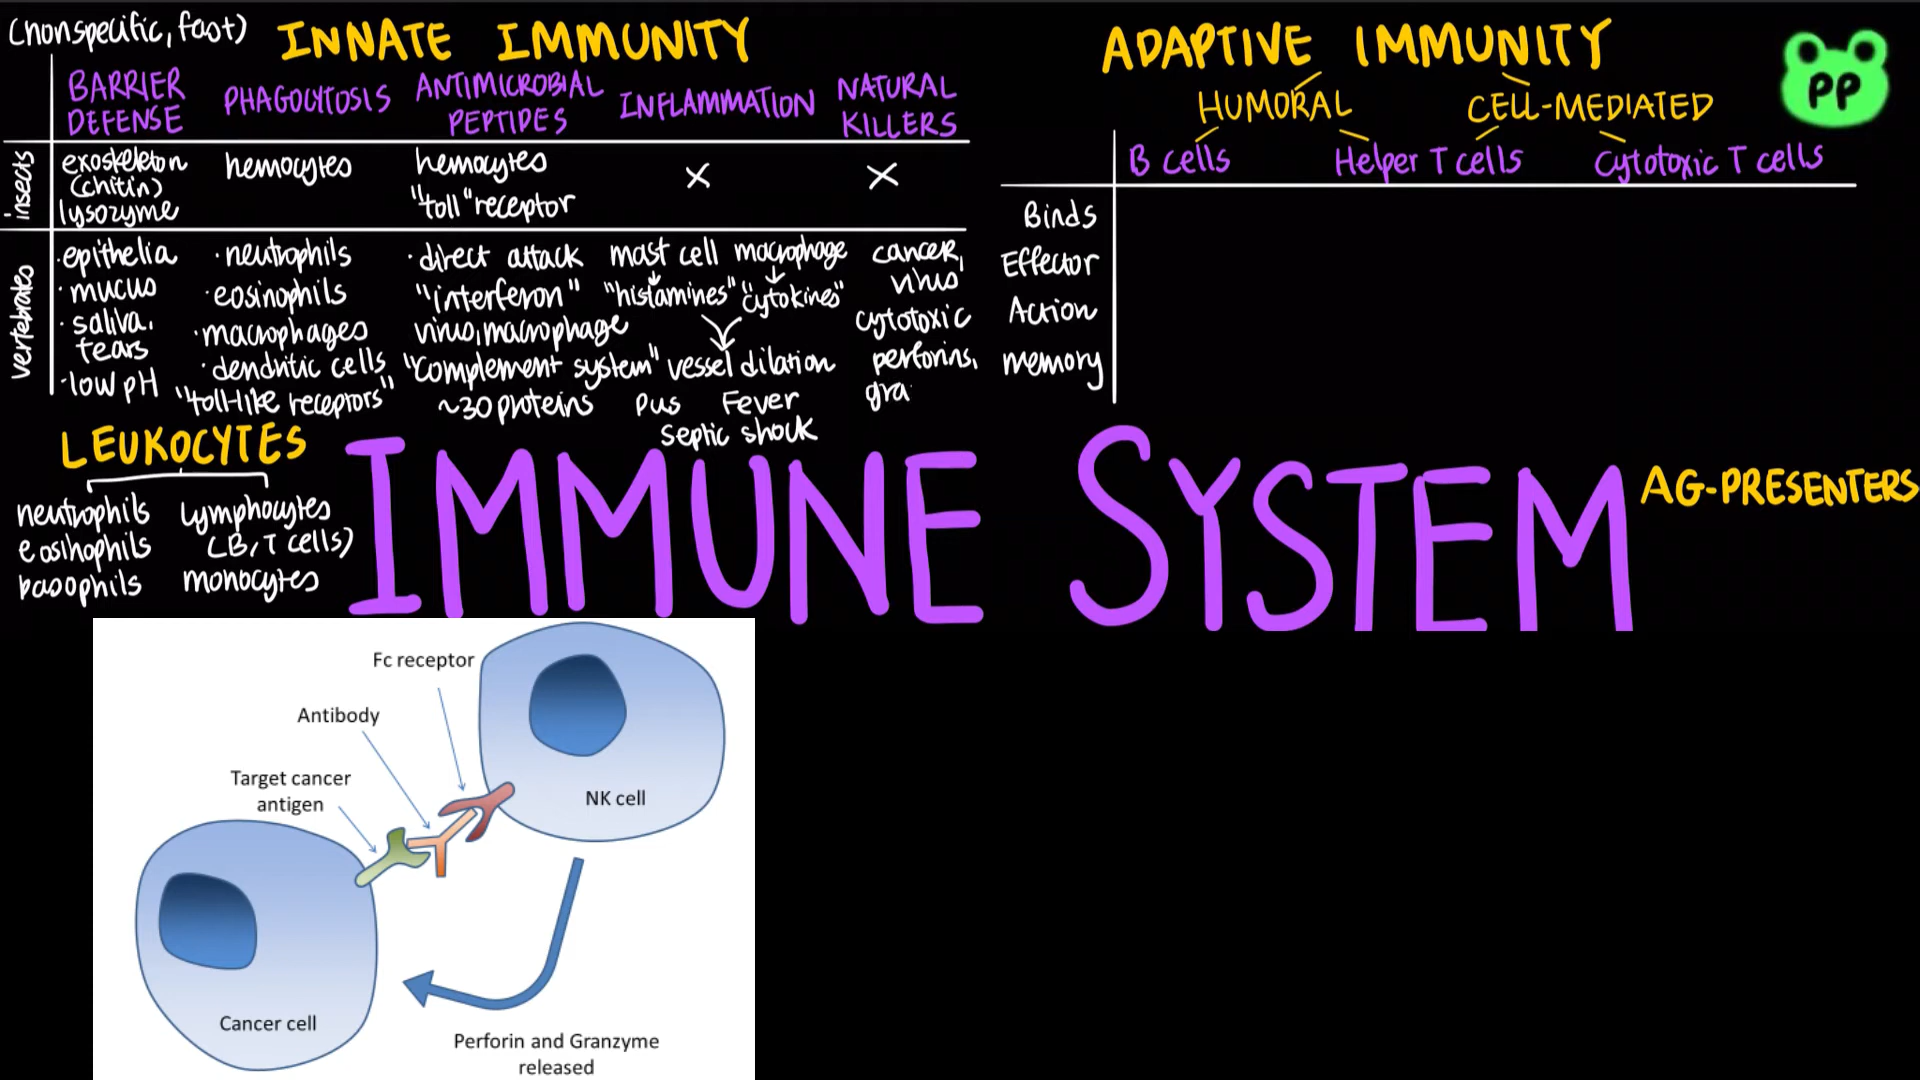 (nonspecific, fast) INNATE IMMUNITY
BARRIER DEFENSE
PHAGOCYTOSIS
ANTIMICROBIAL PEPTIDES
INFLAMMATION
NATURAL KILLERS
insects
exoskeleton
(chitin)
lysozyme
hemocytes
hemocytes
"toll" receptor
X
X
vertebrates
·epithelia
·mucus
·saliva,
tears
·low pH
·neutrophils
·eosinophils
·macrophages
·dendritic cells
"toll-like receptors"
·direct attack
"interferon"
virus, macrophage
"complement system"
~30 proteins
mast cell macrophage
"histamines" "cytokines"
vessel dilation
Pus Fever
Septic shock
cancer,
virus
cytotoxic
perforins,
gra
ADAPTIVE IMMUNITY
HUMORAL CELL-MEDIATED
B cells Helper T cells Cytotoxic T cells
Binds
Effector
Action
memory
PP
LEUKOCYTES
neutrophils
eosinophils
basophils
lymphocytes
(B, T cells)
monocytes
IMMUNE SYSTEM
AG-PRESENTERS
Fc receptor
Antibody
Target cancer
antigen
NK cell
Cancer cell
Perforin and Granzyme
released